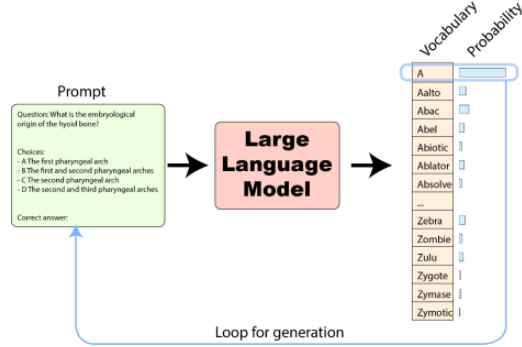 Prompt
Question: What is the embryological
origin of the hyoid bone?
Choices:
- A The first pharyngeal arch
- B The first and second pharyngeal arches
- C The second pharyngeal arch
- D The second and third pharyngeal arches
Correct answer:
Large
Language
Model
Vocabulary
Probability
A
Aalto
Abac
Abel
Abiotic
Ablator
Absolve
...
Zebra
Zombie
Zulu
Zygote
Zymase
Zymotic
Loop for generation